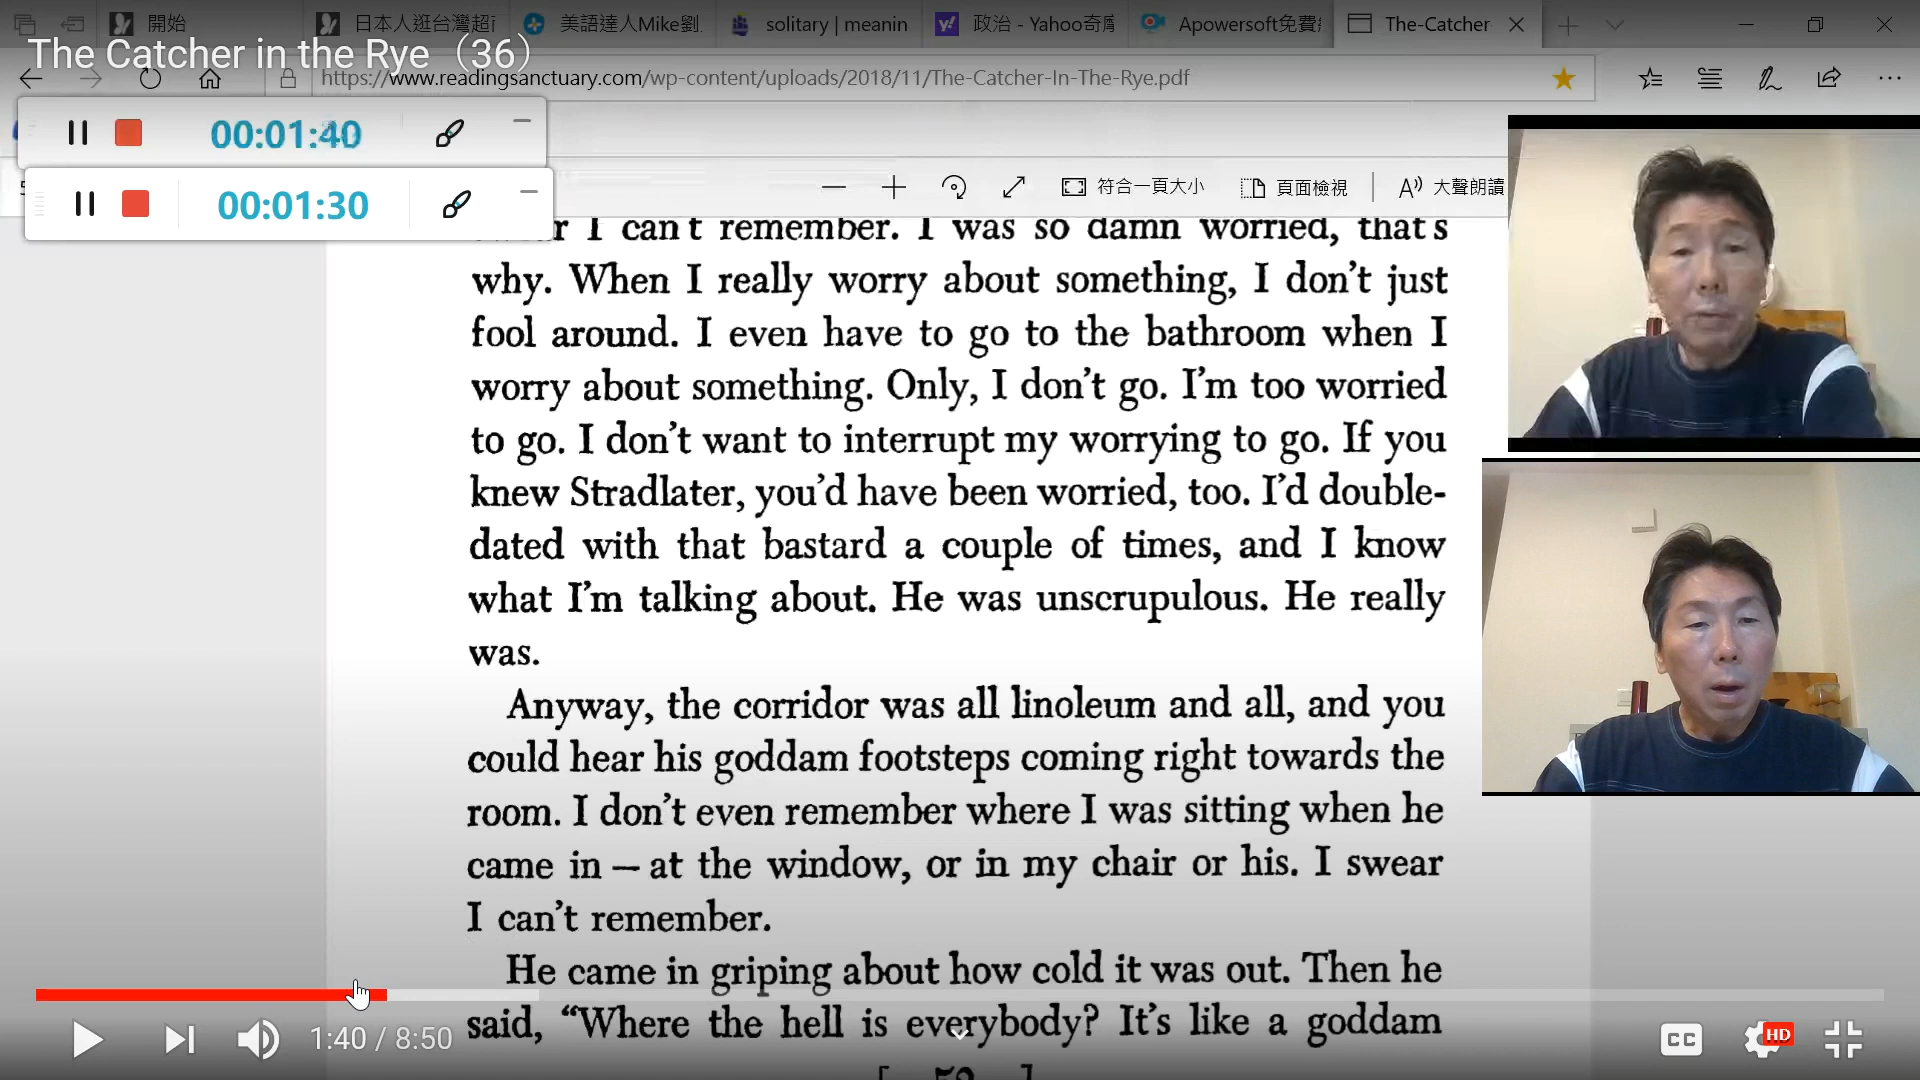 開始
日本人逛台灣超
美語達人Mike劉
solitary | meanin
政治 - Yahoo奇
Apowersoft免費
The-Catcher
The Catcher in the Rye（36）
https://www.readingsanctuary.com/wp-content/uploads/2018/11/The-Catcher-In-The-Rye.pdf
00:01:40
00:01:30
符合一頁大小
頁面檢視
大聲朗讀
I can't remember. I was so damn worried, that's
why. When I really worry about something, I don't just
fool around. I even have to go to the bathroom when I
worry about something. Only, I don't go. I'm too worried
to go. I don't want to interrupt my worrying to go. If you
knew Stradlater, you'd have been worried, too. I'd double-
dated with that bastard a couple of times, and I know
what I'm talking about. He was unscrupulous. He really
was.
Anyway, the corridor was all linoleum and all, and you
could hear his goddam footsteps coming right towards the
room. I don't even remember where I was sitting when he
came in — at the window, or in my chair or his. I swear
I can't remember.
He came in griping about how cold it was out. Then he
said, “Where the hell is everybody? It's like a goddam
1:40 / 8:50
CC
HD